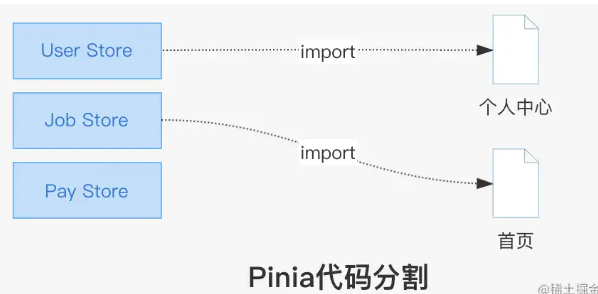 User Store
import
个人中心
Job Store
import
Pay Store
首页
Pinia代码分割
@稀土掘金